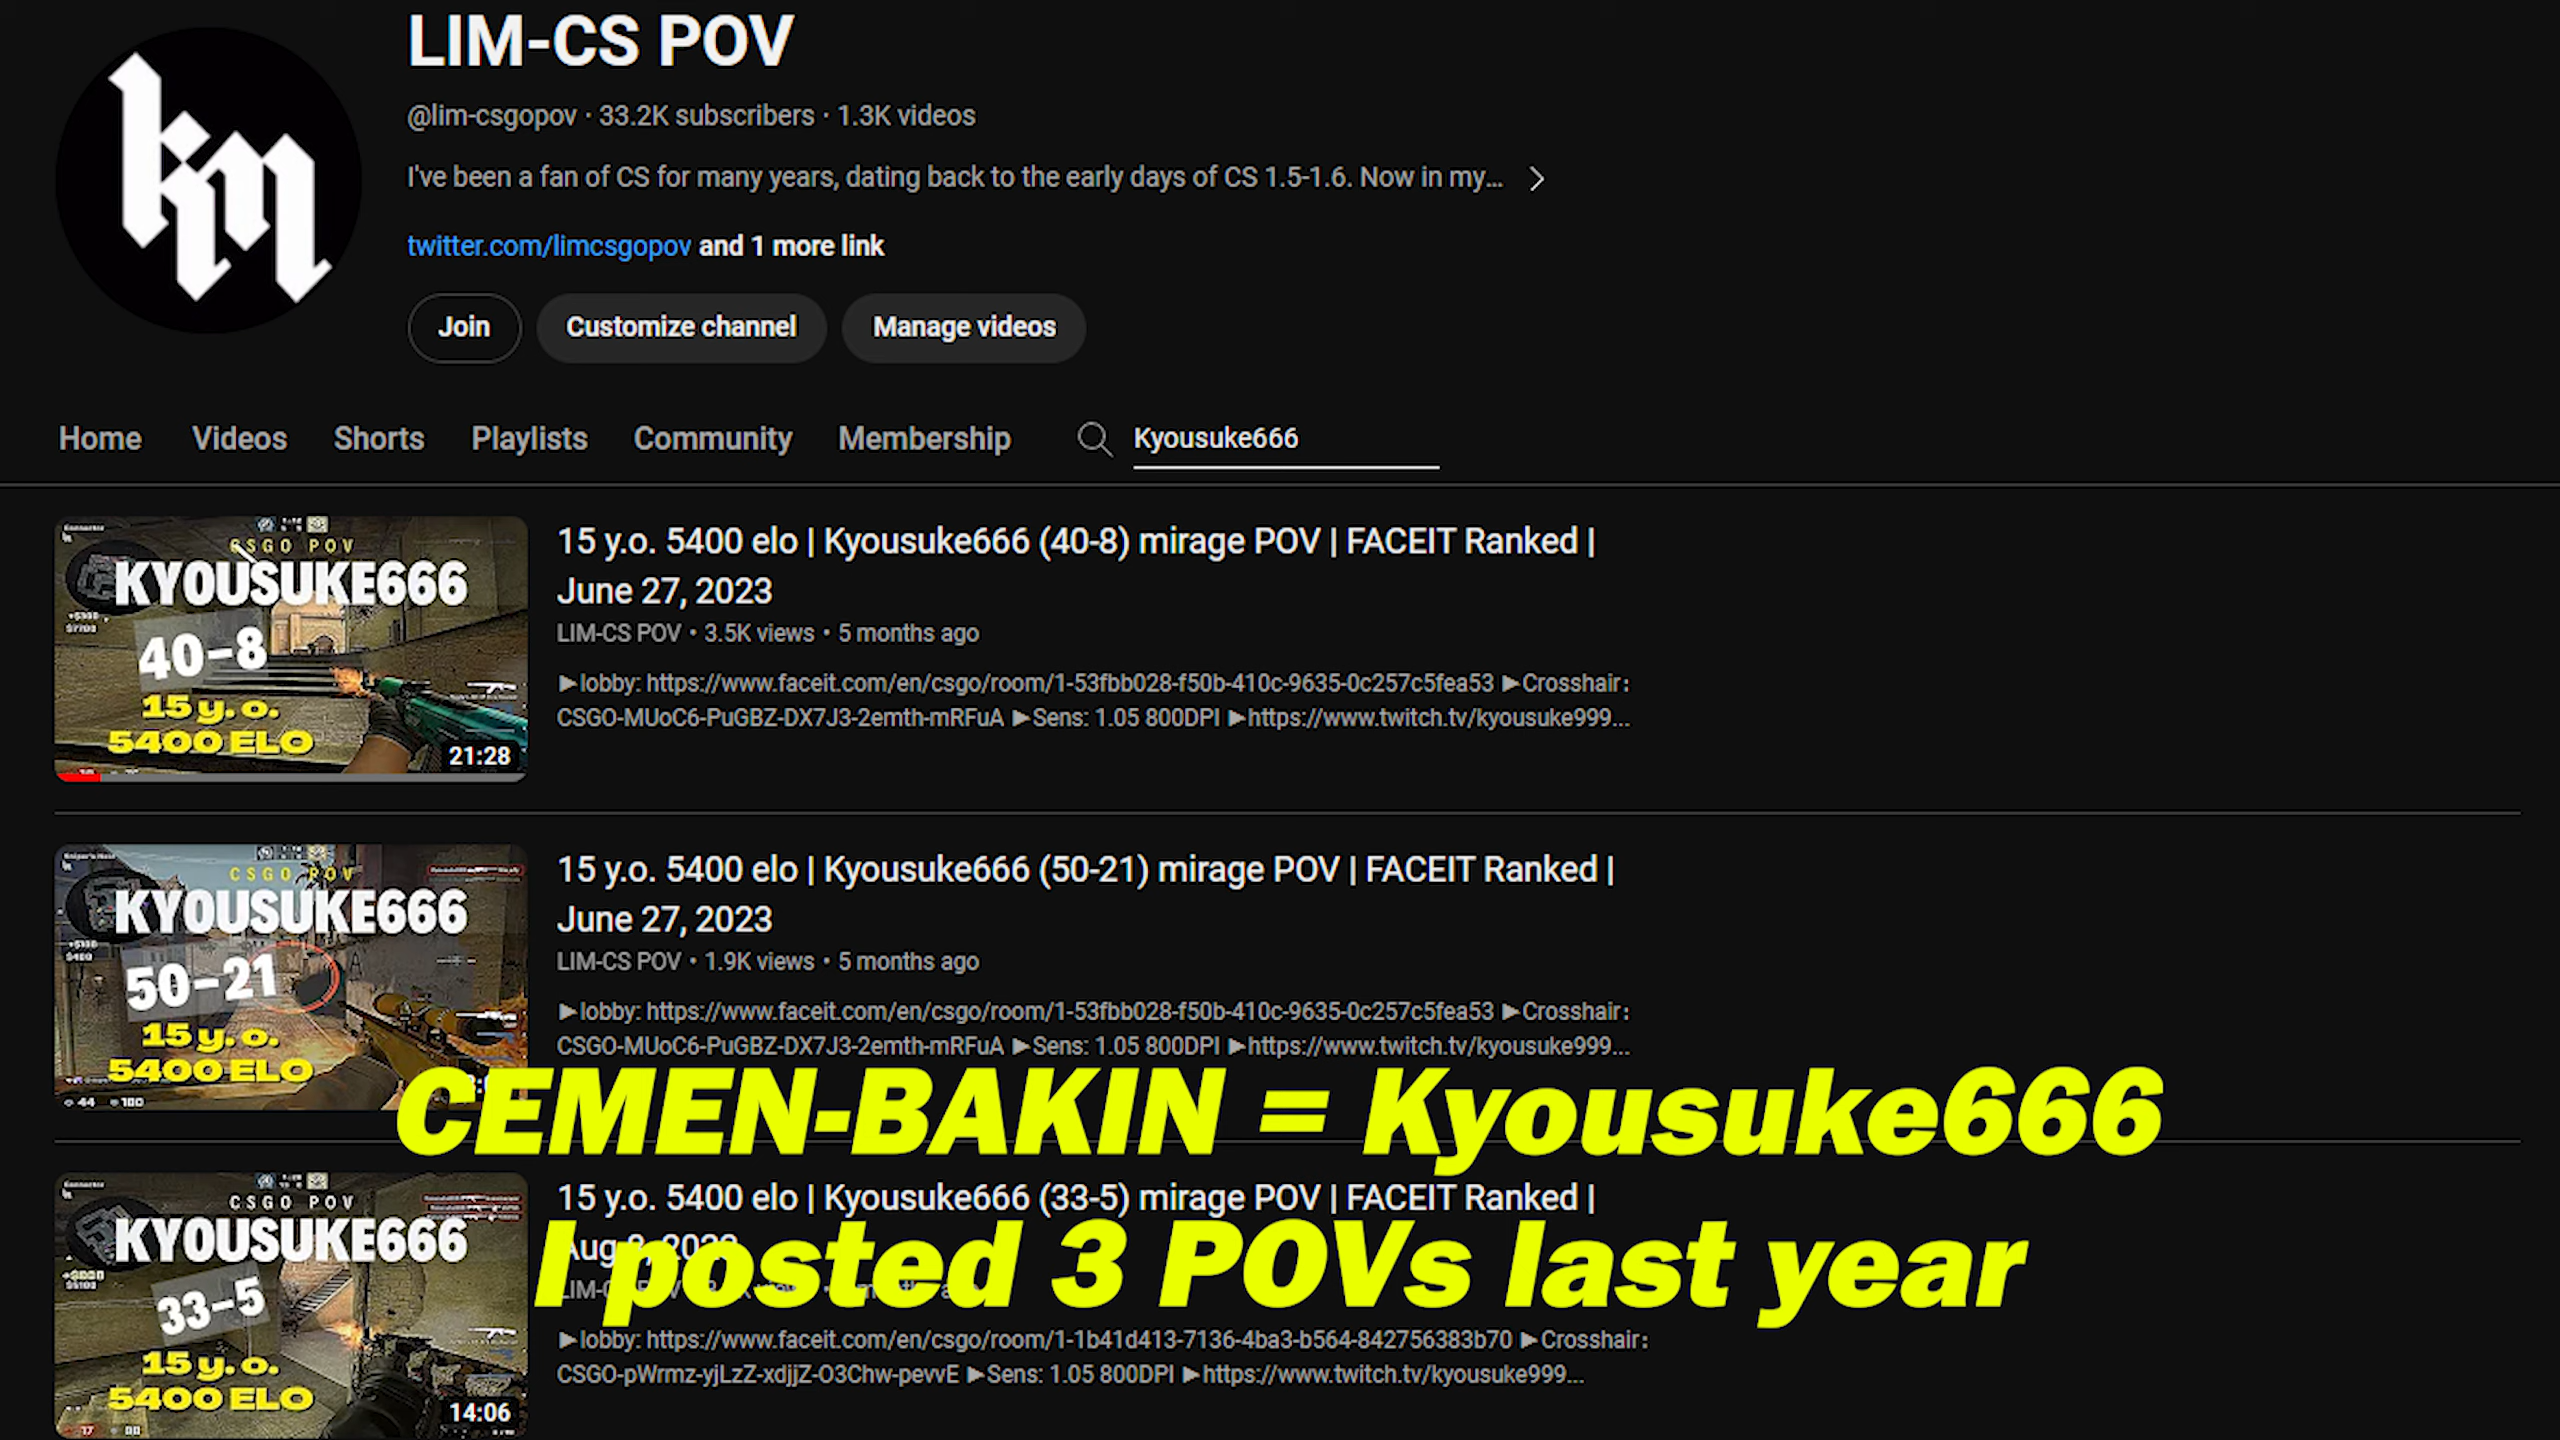 LIM-CS POV
@lim-csgopov · 33.2K subscribers · 1.3K videos
I've been a fan of CS for many years, dating back to the early days of CS 1.5-1.6. Now in my...
twitter.com/limcsgopov and 1 more link
Join Customize channel Manage videos
Home Videos Shorts Playlists Community Membership Kyousuke666
CSGO POV
KYOUSUKE666
40-8
15 y. o.
5400 ELO
21:28
15 y.o. 5400 elo | Kyousuke666 (40-8) mirage POV | FACEIT Ranked |
June 27, 2023
LIM-CS POV • 3.5K views • 5 months ago
►lobby: https://www.faceit.com/en/csgo/room/1-53fbb028-f50b-410c-9635-0c257c5fea53 ►Crosshair:
CSGO-MUoC6-PuGBZ-DX7J3-2emth-mRFuA ►Sens: 1.05 800DPI ►https://www.twitch.tv/kyousuke999...
CSGO POV
KYOUSUKE666
50-21
15 y. o.
5400 ELO
44 100
15 y.o. 5400 elo | Kyousuke666 (50-21) mirage POV | FACEIT Ranked |
June 27, 2023
LIM-CS POV • 1.9K views • 5 months ago
►lobby: https://www.faceit.com/en/csgo/room/1-53fbb028-f50b-410c-9635-0c257c5fea53 ►Crosshair:
CSGO-MUoC6-PuGBZ-DX7J3-2emth-mRFuA ►Sens: 1.05 800DPI ►https://www.twitch.tv/kyousuke999...
CEMEN-BAKIN = Kyousuke666
CSGO POV
KYOUSUKE666
33-5
15 y. o.
5400 ELO
14:06
15 y.o. 5400 elo | Kyousuke666 (33-5) mirage POV | FACEIT Ranked |
I posted 3 POVs last year
►lobby: https://www.faceit.com/en/csgo/room/1-1b41d413-7136-4ba3-b564-842756383b70 ►Crosshair:
CSGO-pWrmz-yjLzZ-xdjjZ-O3Chw-pevvE ►Sens: 1.05 800DPI ►https://www.twitch.tv/kyousuke999...